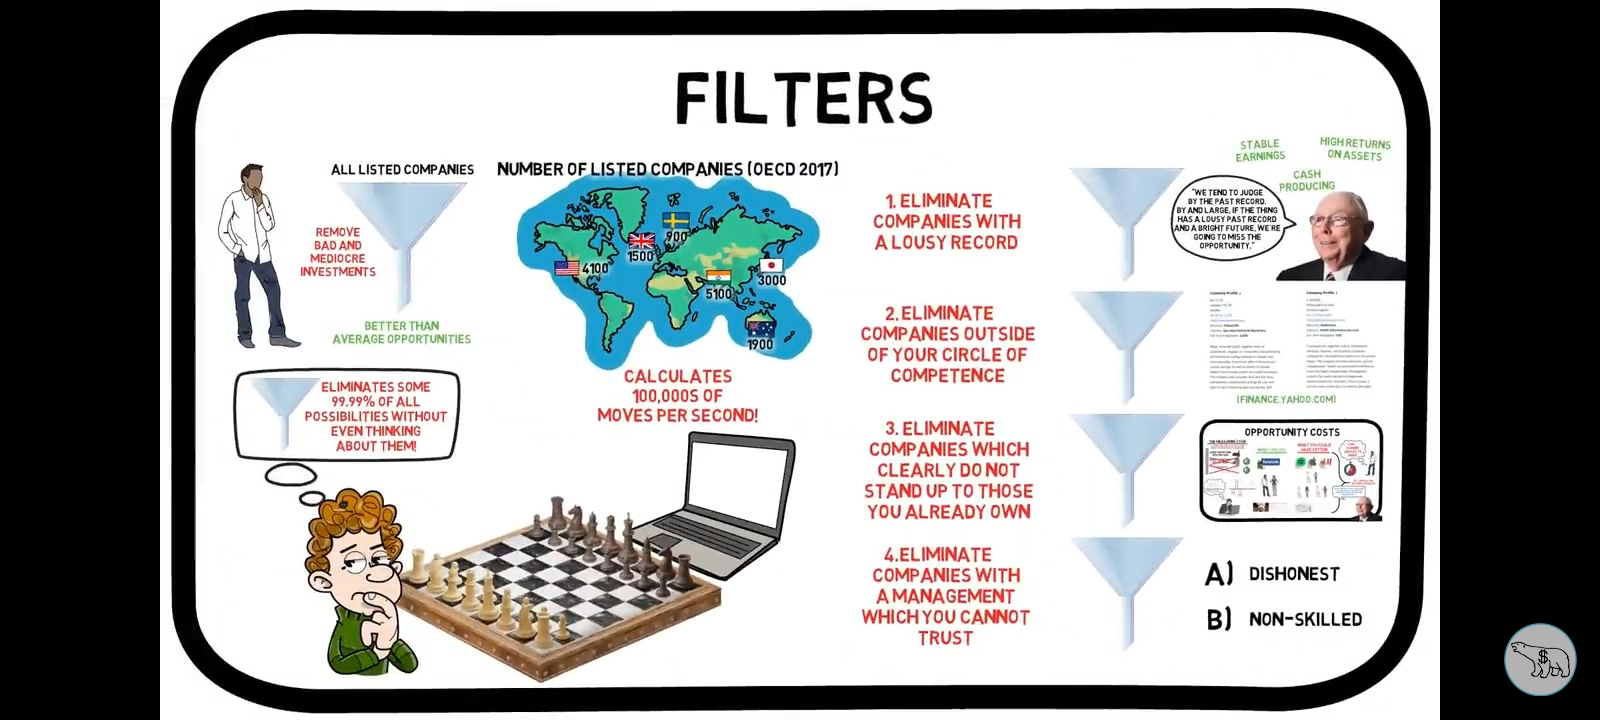 FILTERS
ALL LISTED COMPANIES
REMOVE
BAD AND
MEDIOCRE
INVESTMENTS
BETTER THAN
AVERAGE OPPORTUNITIES
NUMBER OF LISTED COMPANIES (OECD 2017)
900
1500
4100
5100
3000
1900
ELIMINATES SOME
99.99% OF ALL
POSSIBILITIES WITHOUT
EVEN THINKING
ABOUT THEM!
CALCULATES
100,000S OF
MOVES PER SECOND!
1. ELIMINATE
COMPANIES WITH
A LOUSY RECORD
STABLE
EARNINGS
HIGH RETURNS
ON ASSETS
CASH
PRODUCING
"WE TEND TO JUDGE
BY THE PAST RECORD.
BY AND LARGE, IF THE THING
HAS A LOUSY PAST RECORD
AND A BRIGHT FUTURE, WE'RE
GOING TO MISS THE
OPPORTUNITY."
2. ELIMINATE
COMPANIES OUTSIDE
OF YOUR CIRCLE OF
COMPETENCE
Company Profile
Company Profile
(FINANCE.YAHOO.COM)
3. ELIMINATE
COMPANIES WHICH
CLEARLY DO NOT
STAND UP TO THOSE
YOU ALREADY OWN
OPPORTUNITY COSTS
4. ELIMINATE
COMPANIES WITH
A MANAGEMENT
WHICH YOU CANNOT
TRUST
A) DISHONEST
B) NON-SKILLED
$